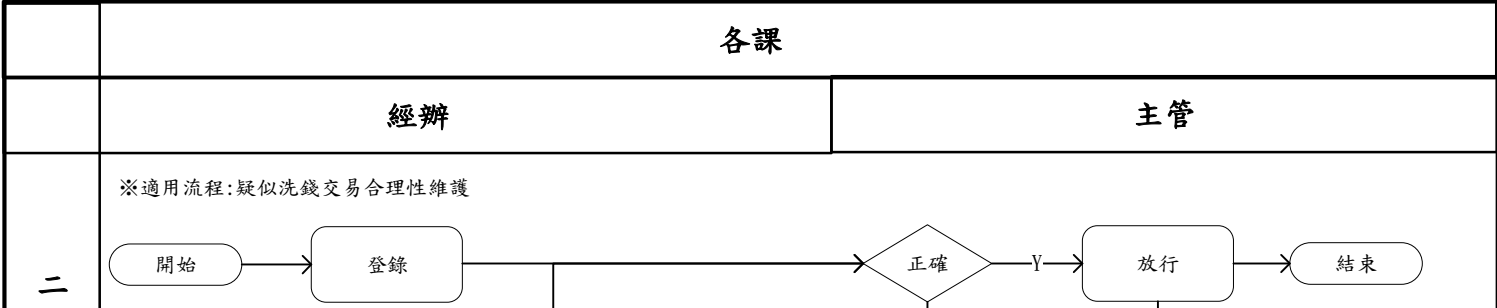 各課
經辦
主管
※適用流程:疑似洗錢交易合理性維護
二
開始
登錄
正確
Y
放行
結束